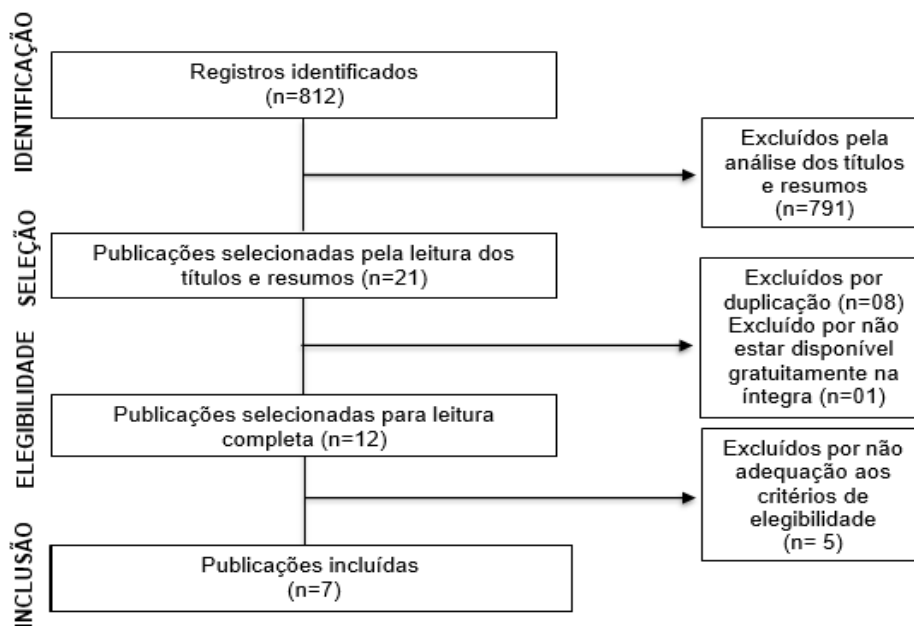 IDENTIFICAÇÃO
Registros identificados
(n=812)
Excluídos pela
análise dos títulos
e resumos
(n=791)
SELEÇÃO
Publicações selecionadas pela leitura dos
títulos e resumos (n=21)
Excluídos por
duplicação (n=08)
Excluído por não
estar disponível
gratuitamente na
íntegra (n=01)
ELEGIBILIDADE
Publicações selecionadas para leitura
completa (n=12)
Excluídos por não
adequação aos
critérios de
elegibilidade
(n= 5)
INCLUSÃO
Publicações incluídas
(n=7)